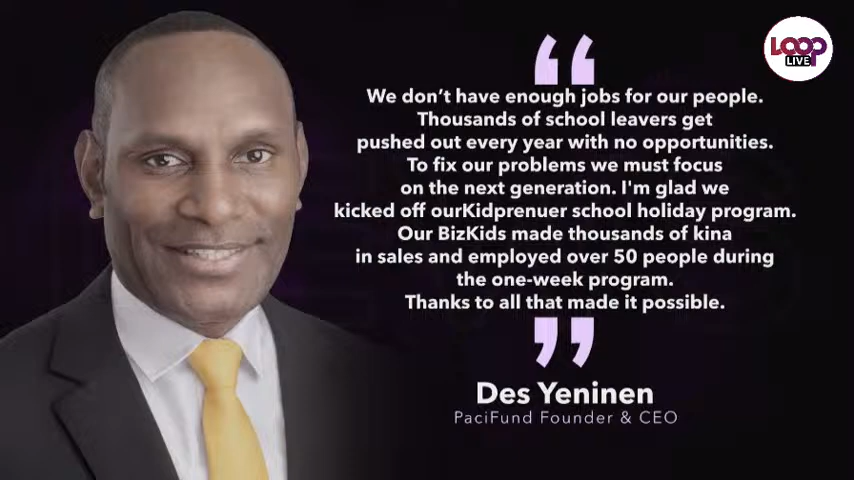 LOOP
LIVE
“
We don’t have enough jobs for our people.
Thousands of school leavers get
pushed out every year with no opportunities.
To fix our problems we must focus
on the next generation. I'm glad we
kicked off ourKidprenuer school holiday program.
Our BizKids made thousands of kina
in sales and employed over 50 people during
the one-week program.
Thanks to all that made it possible.
”
Des Yeninen
PaciFund Founder & CEO